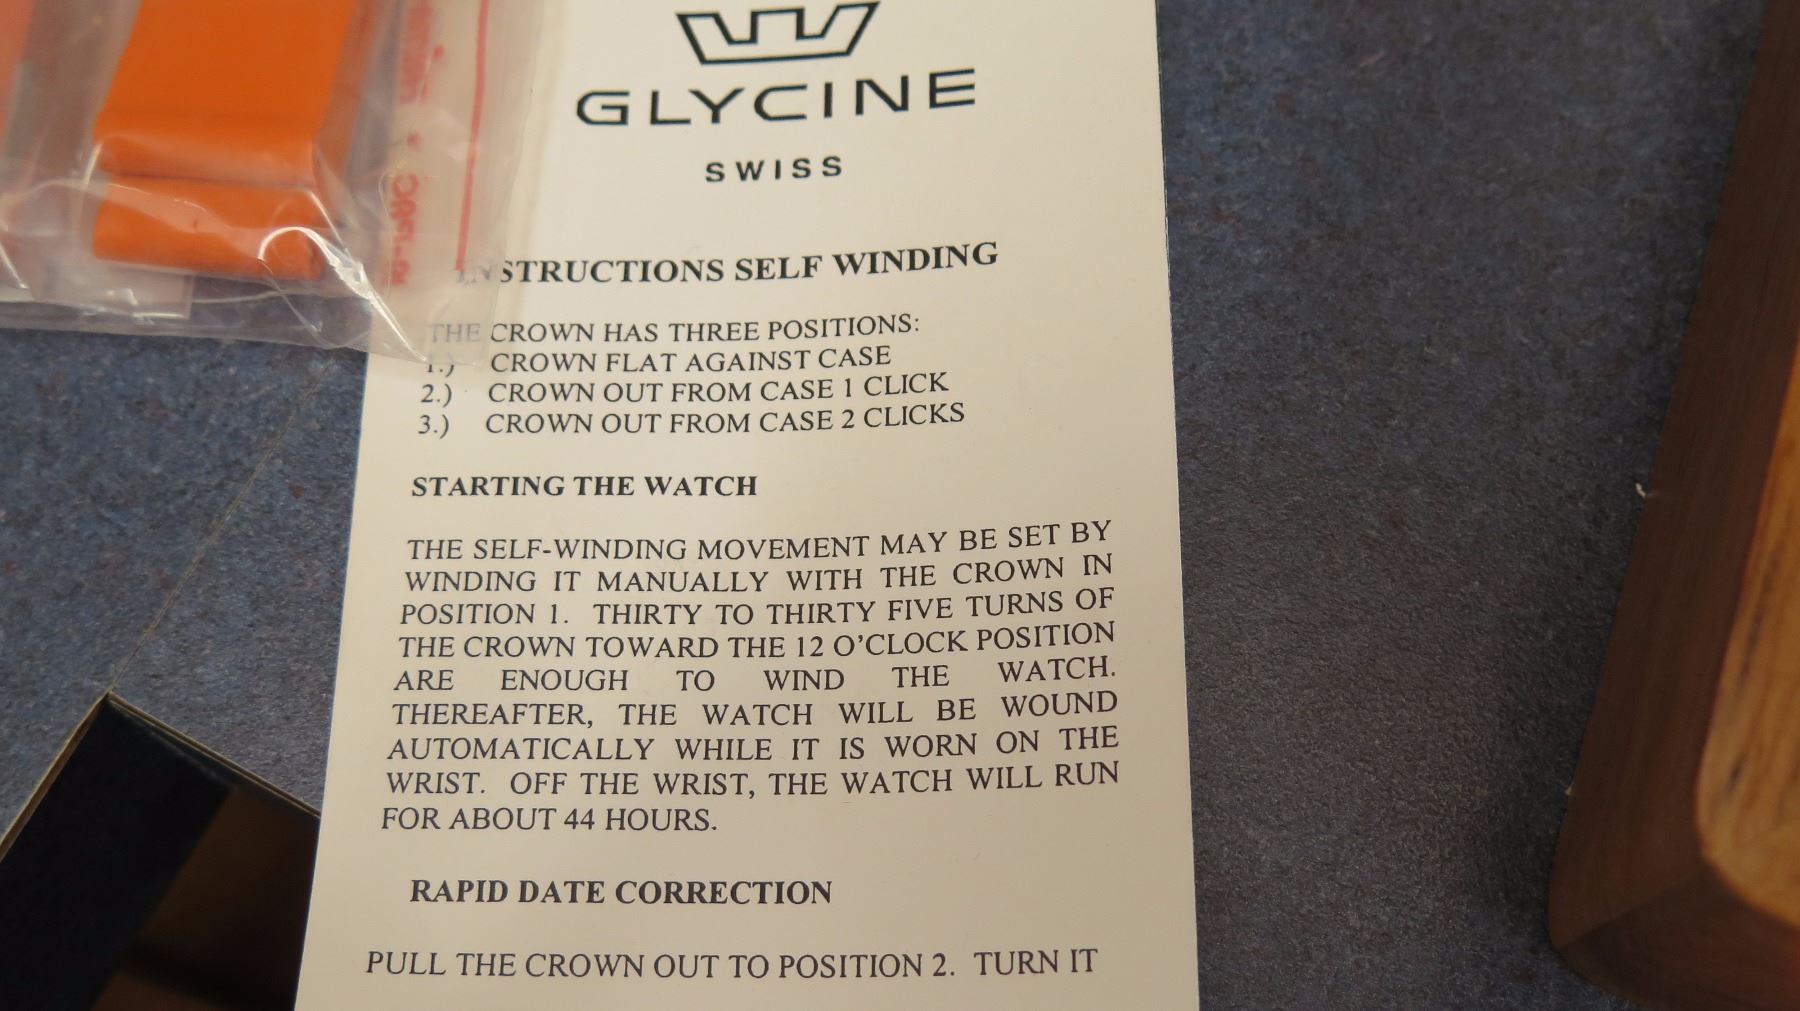 GLYCINE
SWISS
INSTRUCTIONS SELF WINDING
THE CROWN HAS THREE POSITIONS:
1.) CROWN FLAT AGAINST CASE
2.) CROWN OUT FROM CASE 1 CLICK
3.) CROWN OUT FROM CASE 2 CLICKS
STARTING THE WATCH
THE SELF-WINDING MOVEMENT MAY BE SET BY
WINDING IT MANUALLY WITH THE CROWN IN
POSITION 1. THIRTY TO THIRTY FIVE TURNS OF
THE CROWN TOWARD THE 12 O'CLOCK POSITION
ARE ENOUGH TO WIND THE WATCH.
THEREAFTER, THE WATCH WILL BE WOUND
AUTOMATICALLY WHILE IT IS WORN ON THE
WRIST. OFF THE WRIST, THE WATCH WILL RUN
FOR ABOUT 44 HOURS.
RAPID DATE CORRECTION
PULL THE CROWN OUT TO POSITION 2. TURN IT